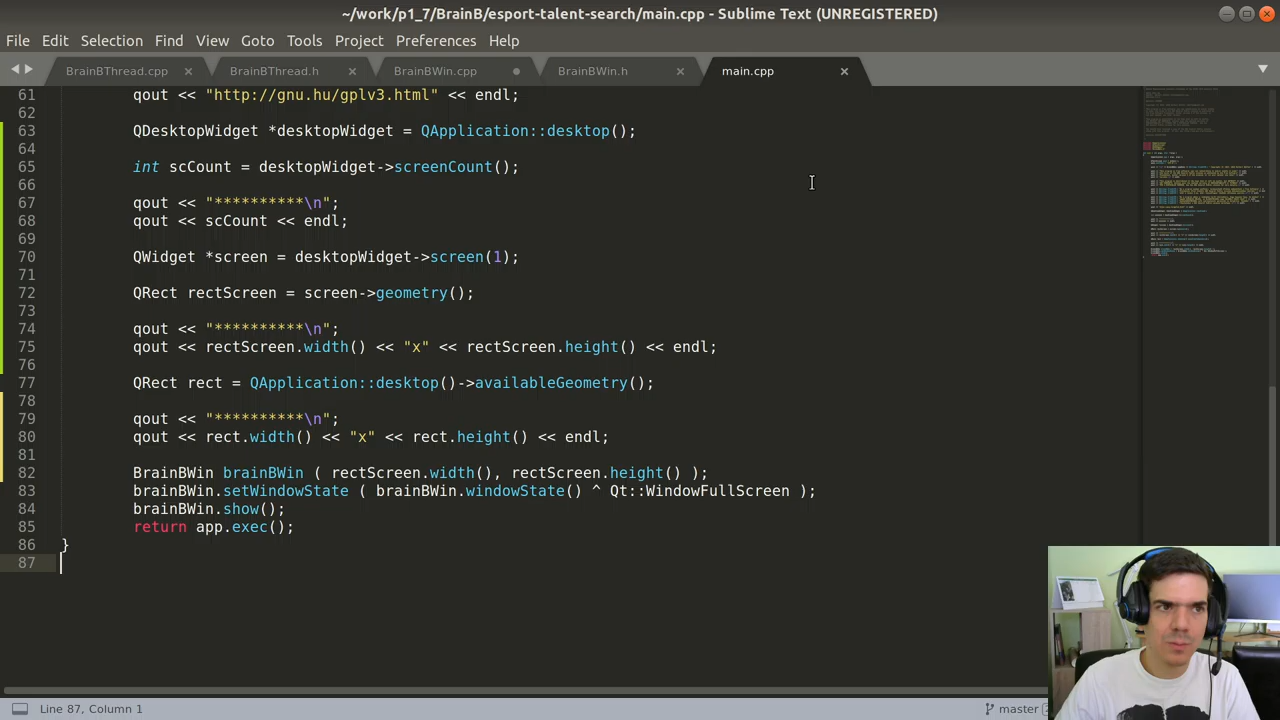 ~/work/p1_7/BrainB/esport-talent-search/main.cpp - Sublime Text (UNREGISTERED)
File Edit Selection Find View Goto Tools Project Preferences Help
BrainBThread.cpp BrainBThread.h BrainBWin.cpp BrainBWin.h main.cpp
61 qout << "http://gnu.hu/gplv3.html" << endl;
62
63 QDesktopWidget *desktopWidget = QApplication::desktop();
64
65 int scCount = desktopWidget->screenCount();
66
67 qout << "**********\n";
68 qout << scCount << endl;
69
70 QWidget *screen = desktopWidget->screen(1);
71
72 QRect rectScreen = screen->geometry();
73
74 qout << "**********\n";
75 qout << rectScreen.width() << "x" << rectScreen.height() << endl;
76
77 QRect rect = QApplication::desktop()->availableGeometry();
78
79 qout << "**********\n";
80 qout << rect.width() << "x" << rect.height() << endl;
81
82 BrainBWin brainBWin ( rectScreen.width(), rectScreen.height() );
83 brainBWin.setWindowState ( brainBWin.windowState() ^ Qt::WindowFullScreen );
84 brainBWin.show();
85 return app.exec();
86 }
87
Line 87, Column 1 master